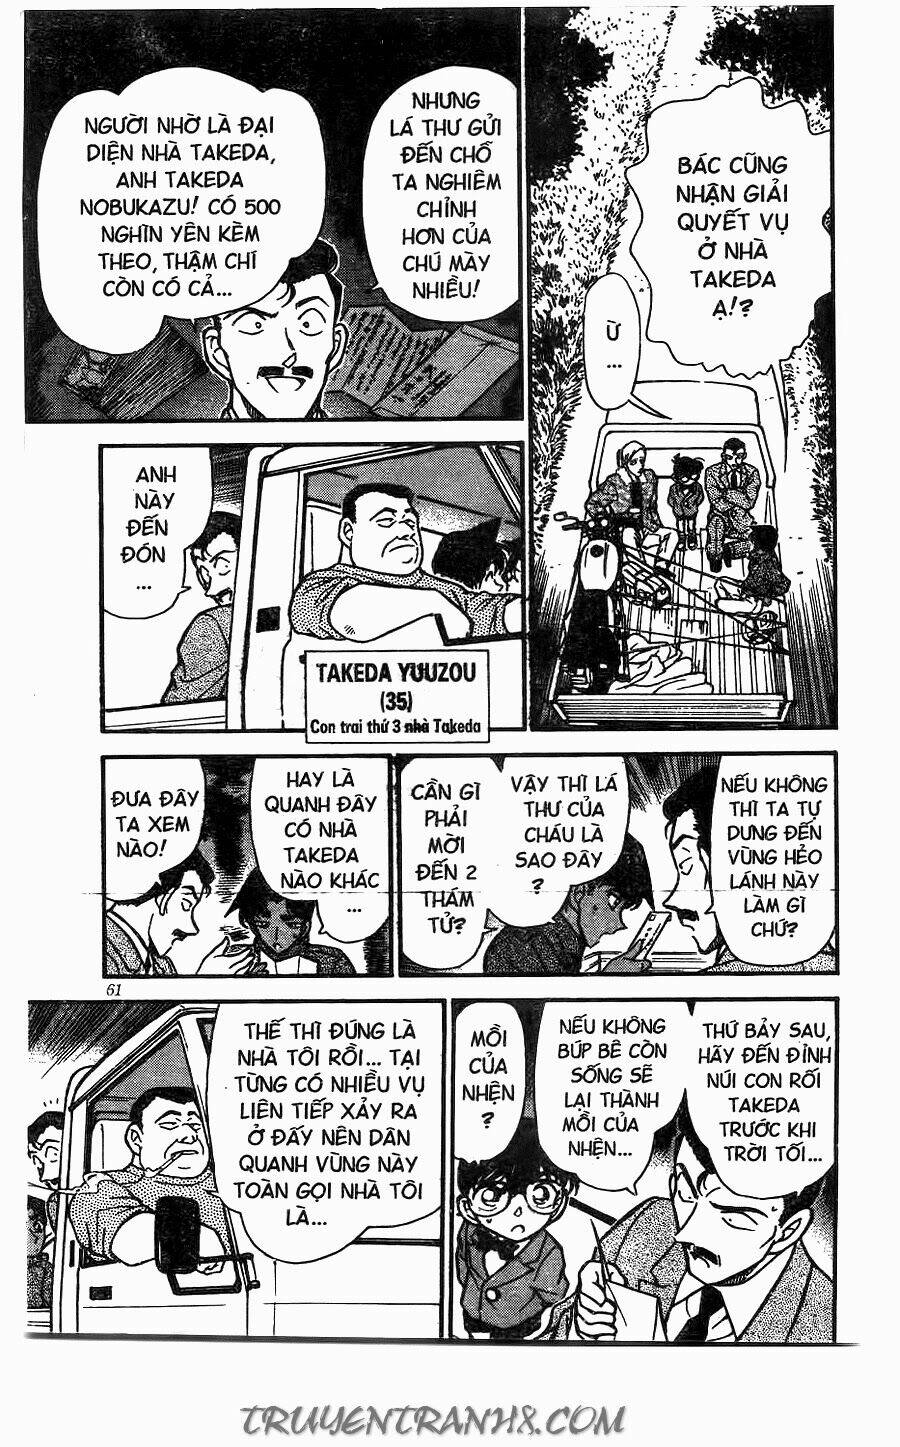 BÁC CŨNG
NHẬN GIẢI
QUYẾT VỤ
Ở NHÀ
TAKEDA
Ạ!?
Ừ
...
NHƯNG
LÁ THƯ GỬI
ĐẾN CHỖ
TA NGHIÊM
CHỈNH
HƠN CỦA
CHÚ MÀY
NHIỀU!
NGƯỜI NHỜ LÀ ĐẠI
DIỆN NHÀ TAKEDA,
ANH TAKEDA
NOBUKAZU! CÓ 500
NGHÌN YÊN KÈM
THEO, THẬM CHÍ
CÒN CÓ CẢ...
ANH
NÀY
ĐẾN
ĐÓN
...
TAKEDA YUUZOU
(35)
Con trai thứ 3 nhà Takeda
NẾU KHÔNG
THÌ TA TỰ
DƯNG ĐẾN
VÙNG HẺO
LÁNH NÀY
LÀM GÌ
CHỨ?
VẬY THÌ LÁ
THƯ CỦA
CHÁU LÀ
SAO ĐÂY
?
CẦN GÌ
PHẢI
MỜI
ĐẾN 2
THÁM
TỬ?
HAY LÀ
QUANH ĐÂY
CÓ NHÀ
TAKEDA
NÀO KHÁC
...
ĐƯA ĐÂY
TA XEM
NÀO!
61
THỨ BẢY SAU,
HÃY ĐẾN ĐỈNH
NÚI CON RỐI
TAKEDA
TRƯỚC KHI
TRỜI TỐI...
NẾU KHÔNG
BÚP BÊ CÒN
SỐNG SẼ
LẠI THÀNH
MỒI CỦA
NHỆN...
MỒI
CỦA
NHỆN
?
THẾ THÌ ĐÚNG LÀ
NHÀ TÔI RỒI... TẠI
TỪNG CÓ NHIỀU VỤ
LIÊN TIẾP XẢY RA
Ở ĐẤY NÊN DÂN
QUANH VÙNG NÀY
TOÀN GỌI NHÀ TÔI
LÀ...
TRUYENTRANH8.COM